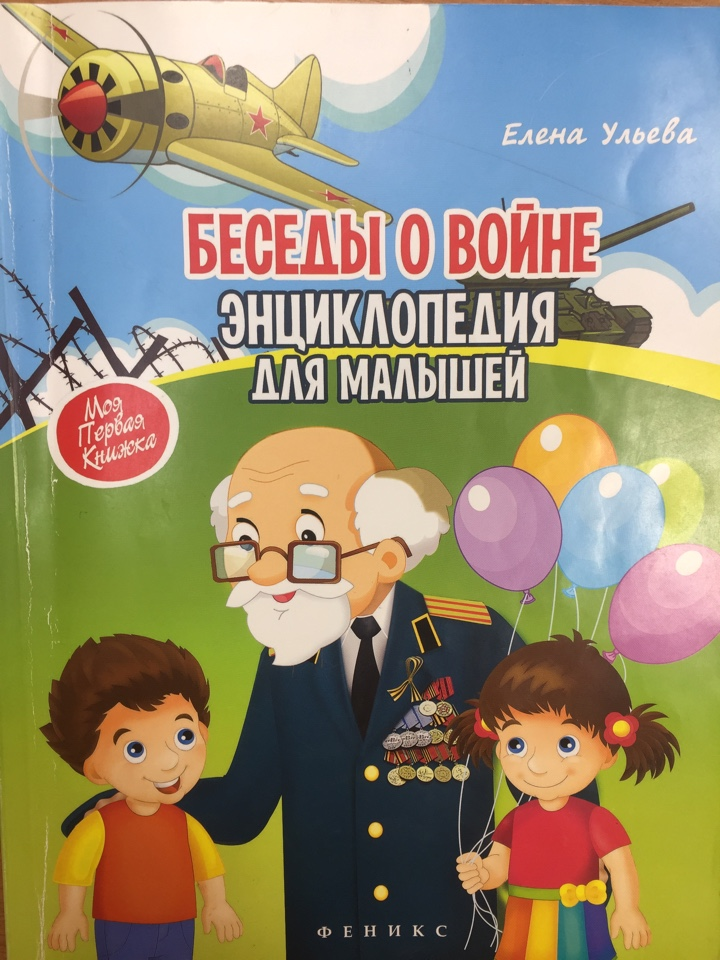 Елена Ульева
БЕСЕДЫ О ВОЙНЕ
ЭНЦИКЛОПЕДИЯ
ДЛЯ МАЛЫШЕЙ
Моя
Первая
Книжка
ФЕНИКС